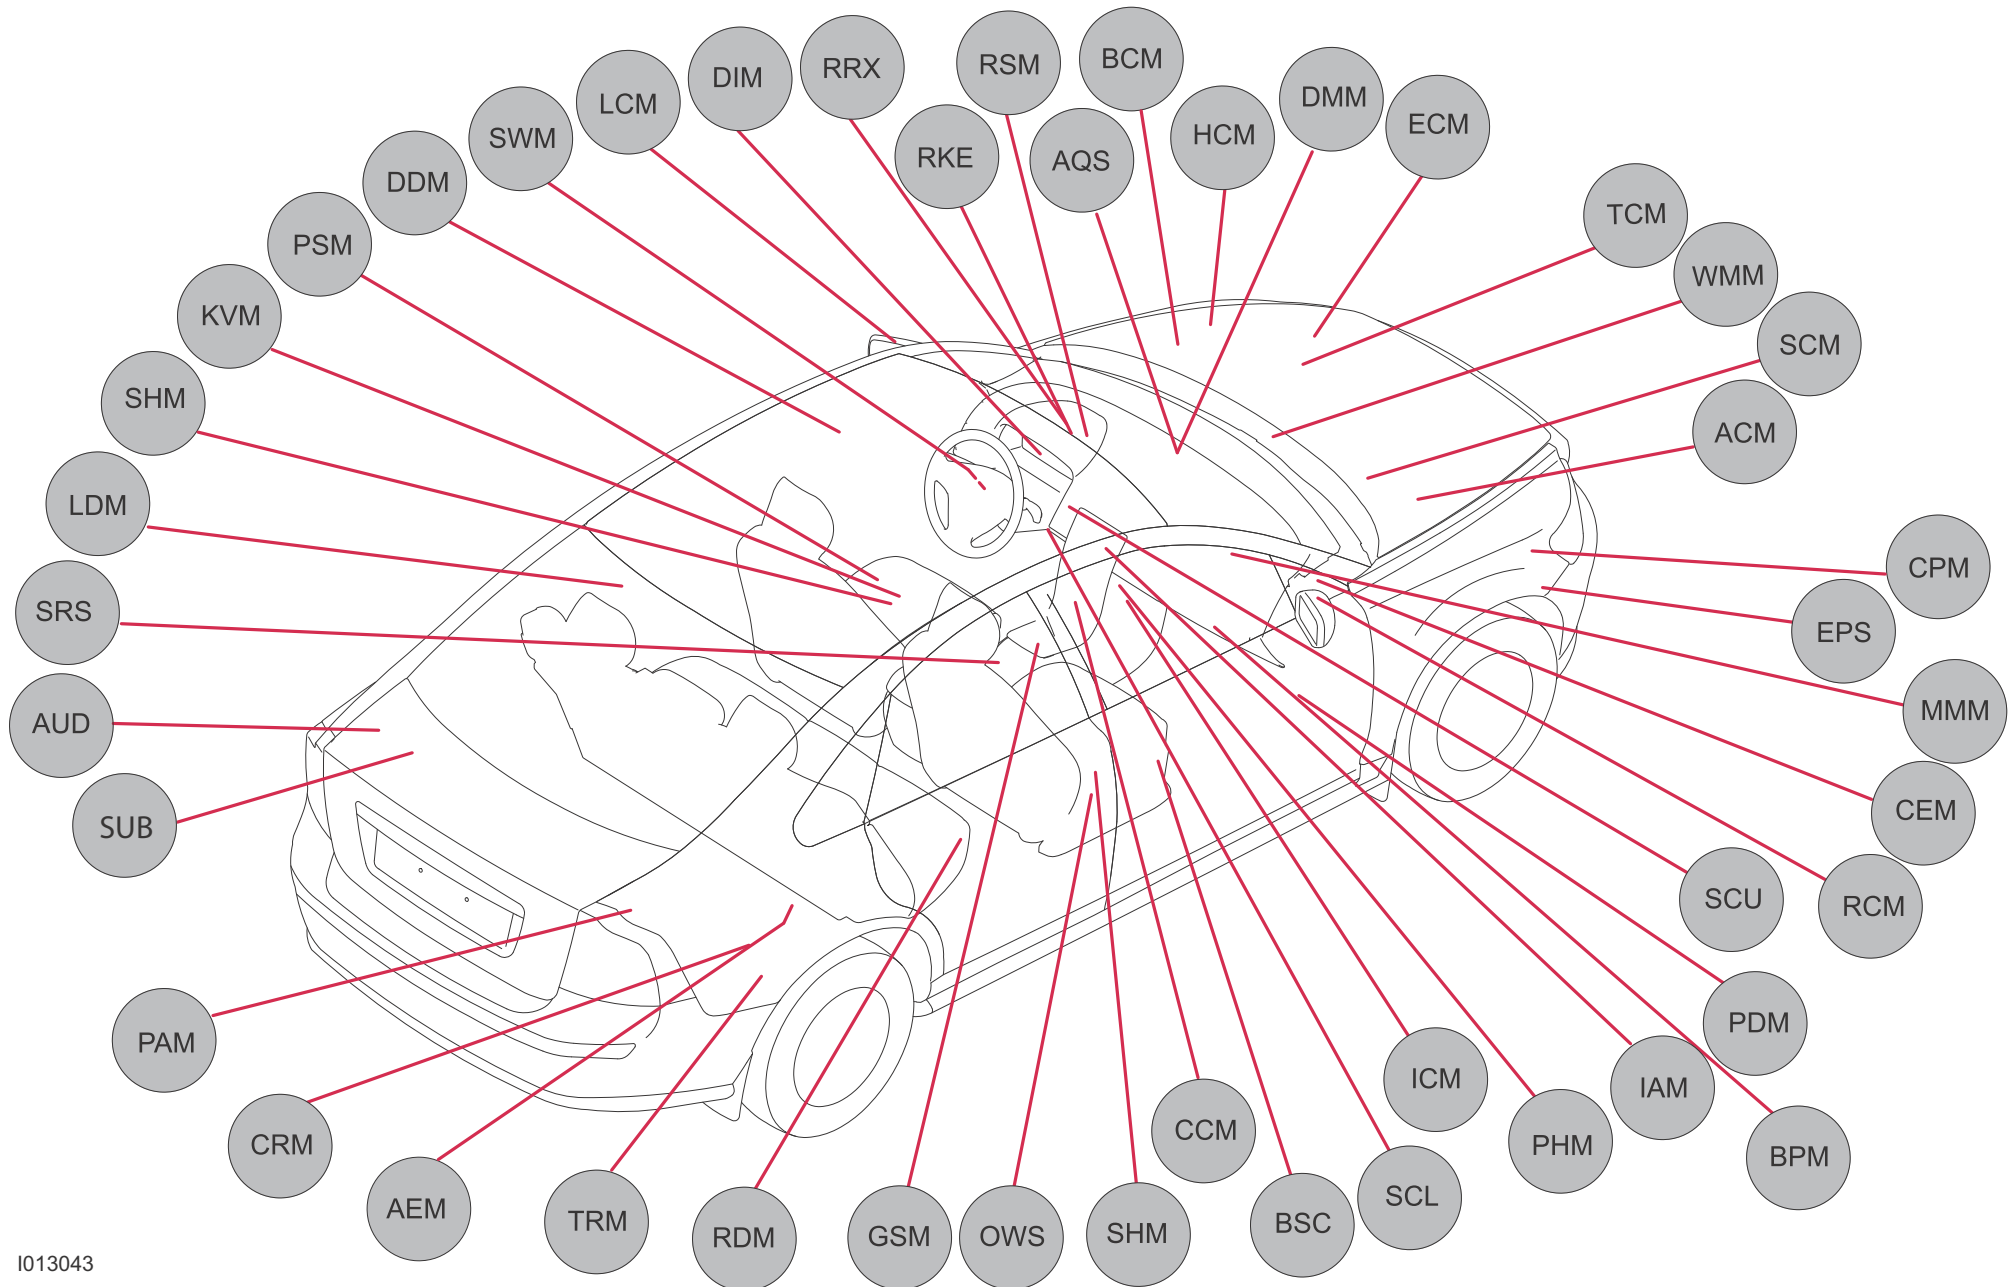 BCM
RSM
RRX
DIM
DMM
LCM
ECM
HCM
SWM
RKE
AQS
DDM
TCM
PSM
WMM
KVM
SCM
SHM
ACM
LDM
CPM
SRS
EPS
MMM
AUD
CEM
SUB
SCU
RCM
PDM
PAM
ICM
IAM
CCM
CRM
PHM
BPM
SCL
AEM
TRM
BSC
SHM
OWS
GSM
RDM
I013043